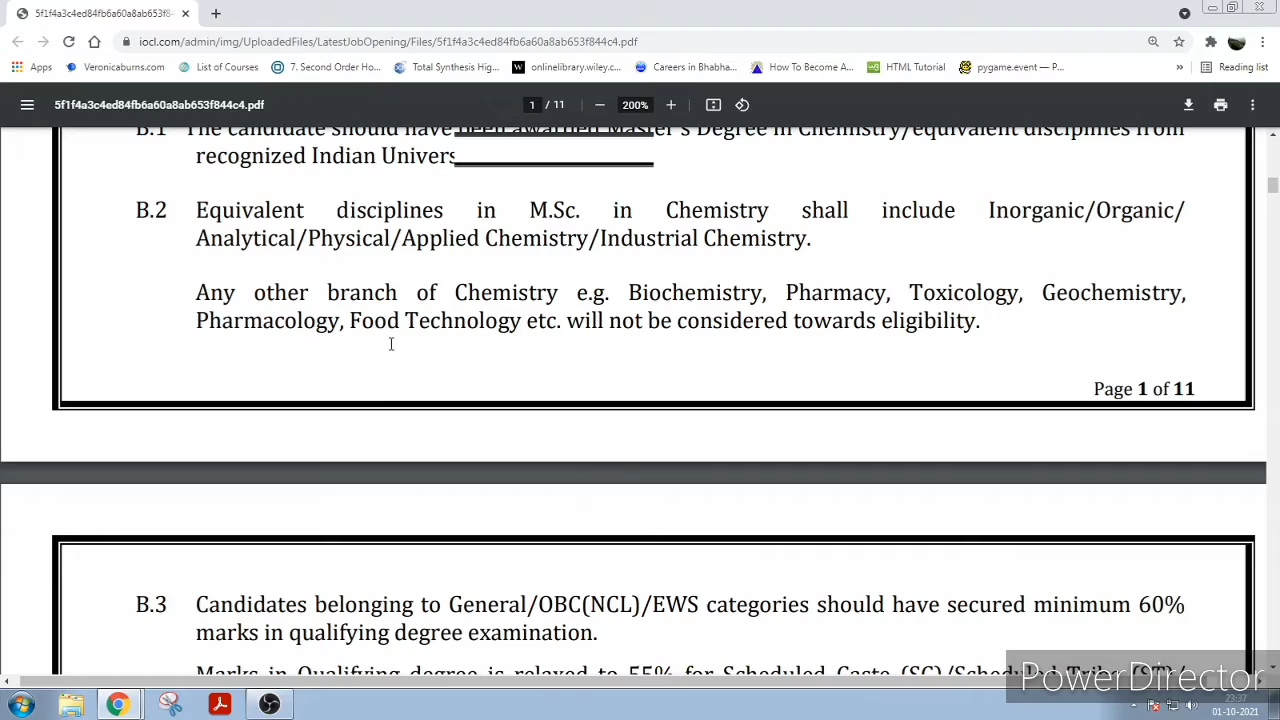 5f1f4a3c4ed84fb6a60a8ab653f84
iocl.com/admin/img/UploadedFiles/LatestJobOpening/Files/5f1f4a3c4ed84fb6a60a8ab653f844c4.pdf
Apps Veronicaburns.com List of Courses 7. Second Order Ho... Total Synthesis Hig... onlinelibrary.wiley.c... Careers in Bhabha... How To Become A... HTML Tutorial pygame.event — P... » Reading list
5f1f4a3c4ed84fb6a60a8ab653f844c4.pdf 1 / 11 200%
B.1 The candidate should have been awarded Master's Degree in Chemistry/equivalent disciplines from
recognized Indian Univers
B.2 Equivalent disciplines in M.Sc. in Chemistry shall include Inorganic/Organic/
Analytical/Physical/Applied Chemistry/Industrial Chemistry.
Any other branch of Chemistry e.g. Biochemistry, Pharmacy, Toxicology, Geochemistry,
Pharmacology, Food Technology etc. will not be considered towards eligibility.
Page 1 of 11
B.3 Candidates belonging to General/OBC(NCL)/EWS categories should have secured minimum 60%
marks in qualifying degree examination.
Marks in Qualifying degree is relaxed to 55% for Scheduled Caste (SC)/Scheduled Tribe (ST)/
PowerDirector
23:37
01-10-2021